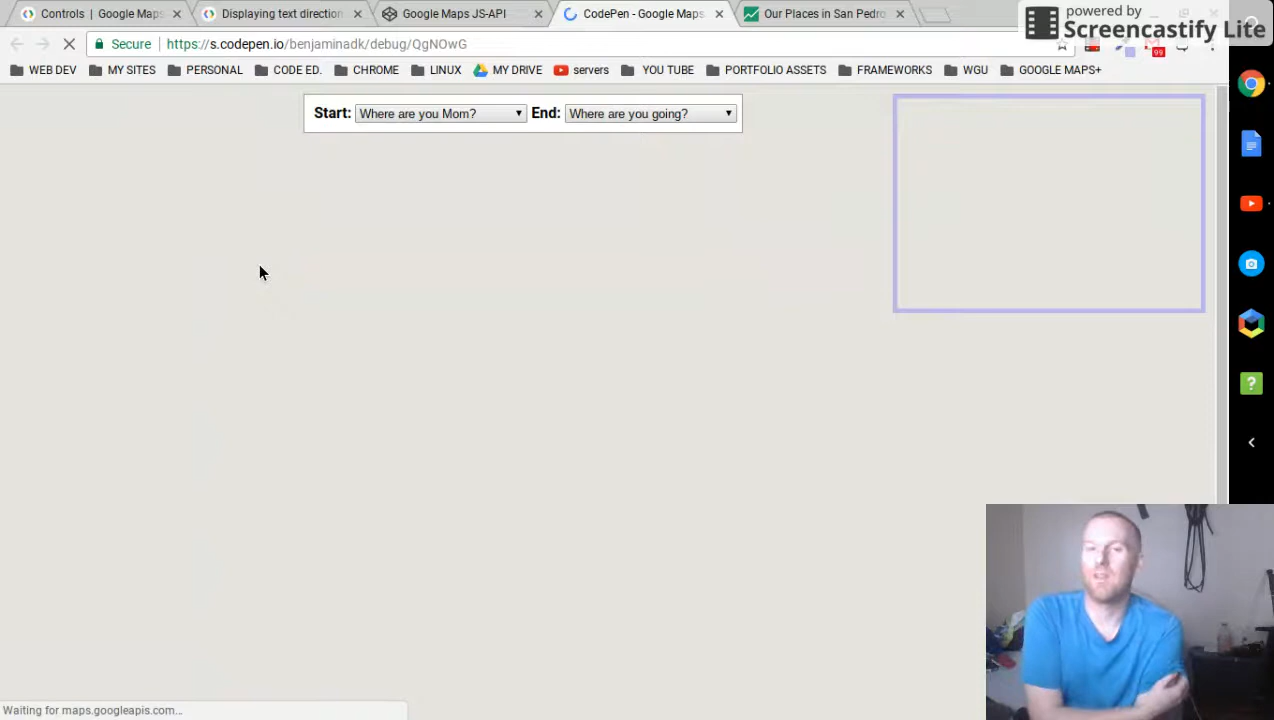 Controls | Google Maps
Displaying text direction
Google Maps JS-API
CodePen - Google Maps
Our Places in San Pedro
powered by
Screencastify Lite
Secure
https://s.codepen.io/benjaminadk/debug/QgNOwG
99
WEB DEV
MY SITES
PERSONAL
CODE ED.
CHROME
LINUX
MY DRIVE
servers
YOU TUBE
PORTFOLIO ASSETS
FRAMEWORKS
WGU
GOOGLE MAPS+
Start: Where are you Mom? End: Where are you going?
Waiting for maps.googleapis.com...